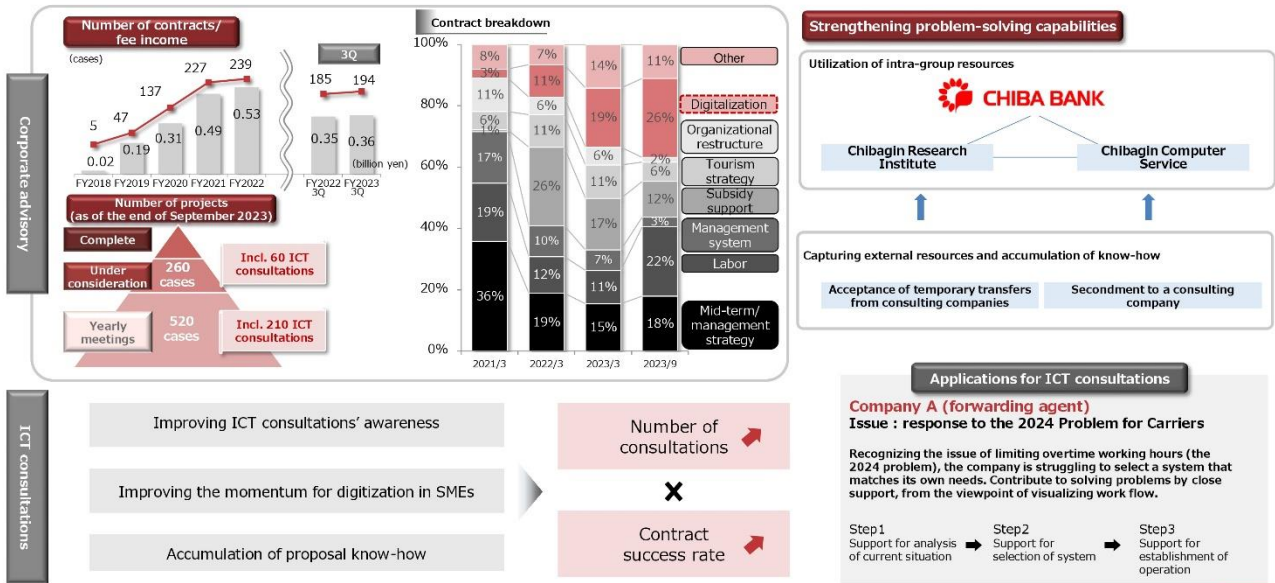 Corporate advisory
Number of contracts/
fee income
(cases)
5
47
137
227
239
0.02
0.19
0.31
0.49
0.53
FY2018
FY2019
FY2020
FY2021
FY2022
3Q
185
194
0.35
0.36
(billion yen)
FY2022
3Q
FY2023
3Q
Number of projects
(as of the end of September 2023)
Complete
Under
consideration
260
cases
Incl. 60 ICT
consultations
Yearly
meetings
520
cases
Incl. 210 ICT
consultations
Contract breakdown
100%
80%
60%
40%
20%
0%
8%
3%
11%
6%
1%
17%
19%
36%
2021/3
7%
11%
6%
11%
26%
10%
12%
19%
2022/3
14%
19%
6%
11%
17%
7%
11%
15%
2023/3
11%
26%
2%
6%
12%
3%
22%
18%
2023/9
Other
Digitalization
Organizational
restructure
Tourism
strategy
Subsidy
support
Management
system
Labor
Mid-term/
management
strategy
Strengthening problem-solving capabilities
Utilization of intra-group resources
CHIBA BANK
Chibagin Research
Institute
Chibagin Computer
Service
Capturing external resources and accumulation of know-how
Acceptance of temporary transfers
from consulting companies
Secondment to a consulting
company
ICT consultations
Improving ICT consultations' awareness
Improving the momentum for digitization in SMEs
Accumulation of proposal know-how
Number of
consultations
×
Contract
success rate
Applications for ICT consultations
Company A (forwarding agent)
Issue : response to the 2024 Problem for Carriers
Recognizing the issue of limiting overtime working hours (the
2024 problem), the company is struggling to select a system that
matches its own needs. Contribute to solving problems by close
support, from the viewpoint of visualizing work flow.
Step1
Support for analysis
of current situation
Step2
Support for
selection of system
Step3
Support for
establishment of
operation